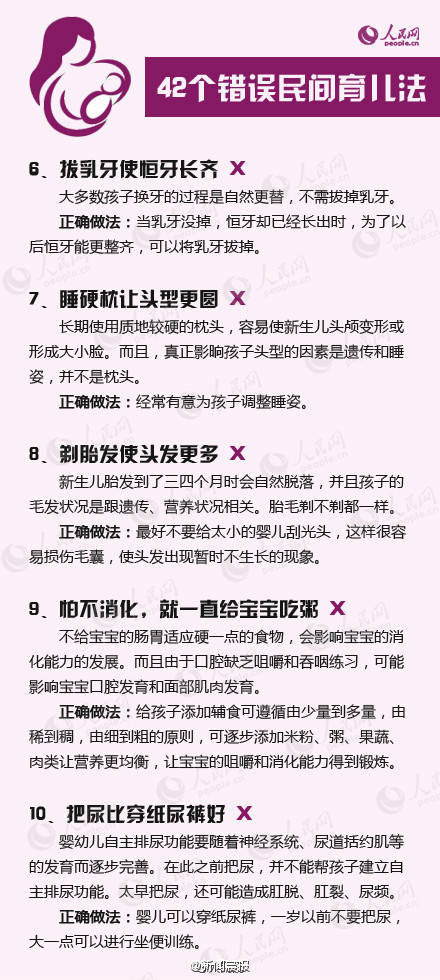 人民网
people.cn
42个错误民间育儿法
6、拔乳牙使恒牙长齐 X
大多数孩子换牙的过程是自然更替，不需拔掉乳牙。
正确做法：当乳牙没掉，恒牙却已经长出时，为了以
后恒牙能更整齐，可以将乳牙拔掉。
7、睡硬枕让头型更圆 X
长期使用质地较硬的枕头，容易使新生儿头颅变形或
形成大小脸。而且，真正影响孩子头型的因素是遗传和睡
姿，并不是枕头。
正确做法：经常有意为孩子调整睡姿。
8、剃胎发使头发更多 X
新生儿胎发到了三四个月时会自然脱落，并且孩子的
毛发状况是跟遗传、营养状况相关。胎毛剃不剃都一样。
正确做法：最好不要给太小的婴儿刮光头，这样很容
易损伤毛囊，使头发出现暂时不生长的现象。
9、怕不消化，就一直给宝宝吃粥 X
不给宝宝的肠胃适应硬一点的食物，会影响宝宝的消
化能力的发展。而且由于口腔缺乏咀嚼和吞咽练习，可能
影响宝宝口腔发育和面部肌肉发育。
正确做法：给孩子添加辅食可遵循由少量到多量，由
稀到稠，由细到粗的原则，可逐步添加米粉、粥、果蔬、
肉类让营养更均衡，让宝宝的咀嚼和消化能力得到锻炼。
10、把尿比穿纸尿裤好 X
婴幼儿自主排尿功能要随着神经系统、尿道括约肌等
的发育而逐步完善。在此之前把尿，并不能帮孩子建立自
主排尿功能。太早把尿，还可能造成肛脱、肛裂、尿频。
正确做法：婴儿可以穿纸尿裤，一岁以前不要把尿，
大一点可以进行坐便训练。
@新闻晨报